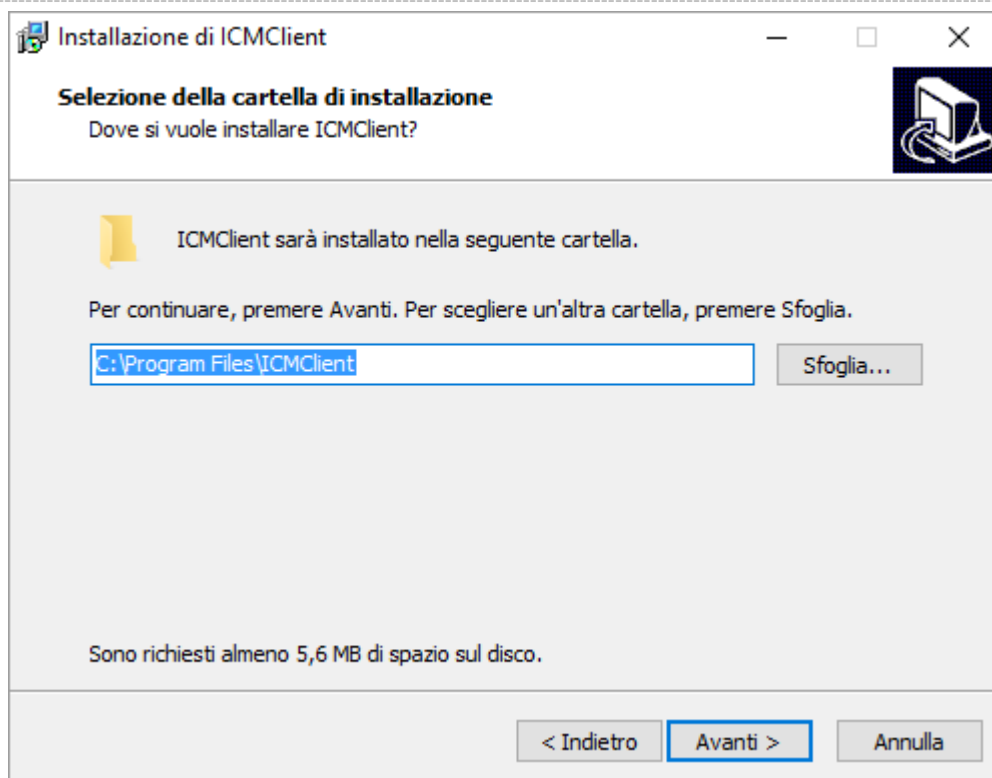 Installazione di ICMClient
Selezione della cartella di installazione
Dove si vuole installare ICMClient?
ICMClient sarà installato nella seguente cartella.
Per continuare, premere Avanti. Per scegliere un'altra cartella, premere Sfoglia.
C:\Program Files\ICMClient
Sfoglia...
Sono richiesti almeno 5,6 MB di spazio sul disco.
< Indietro
Avanti >
Annulla